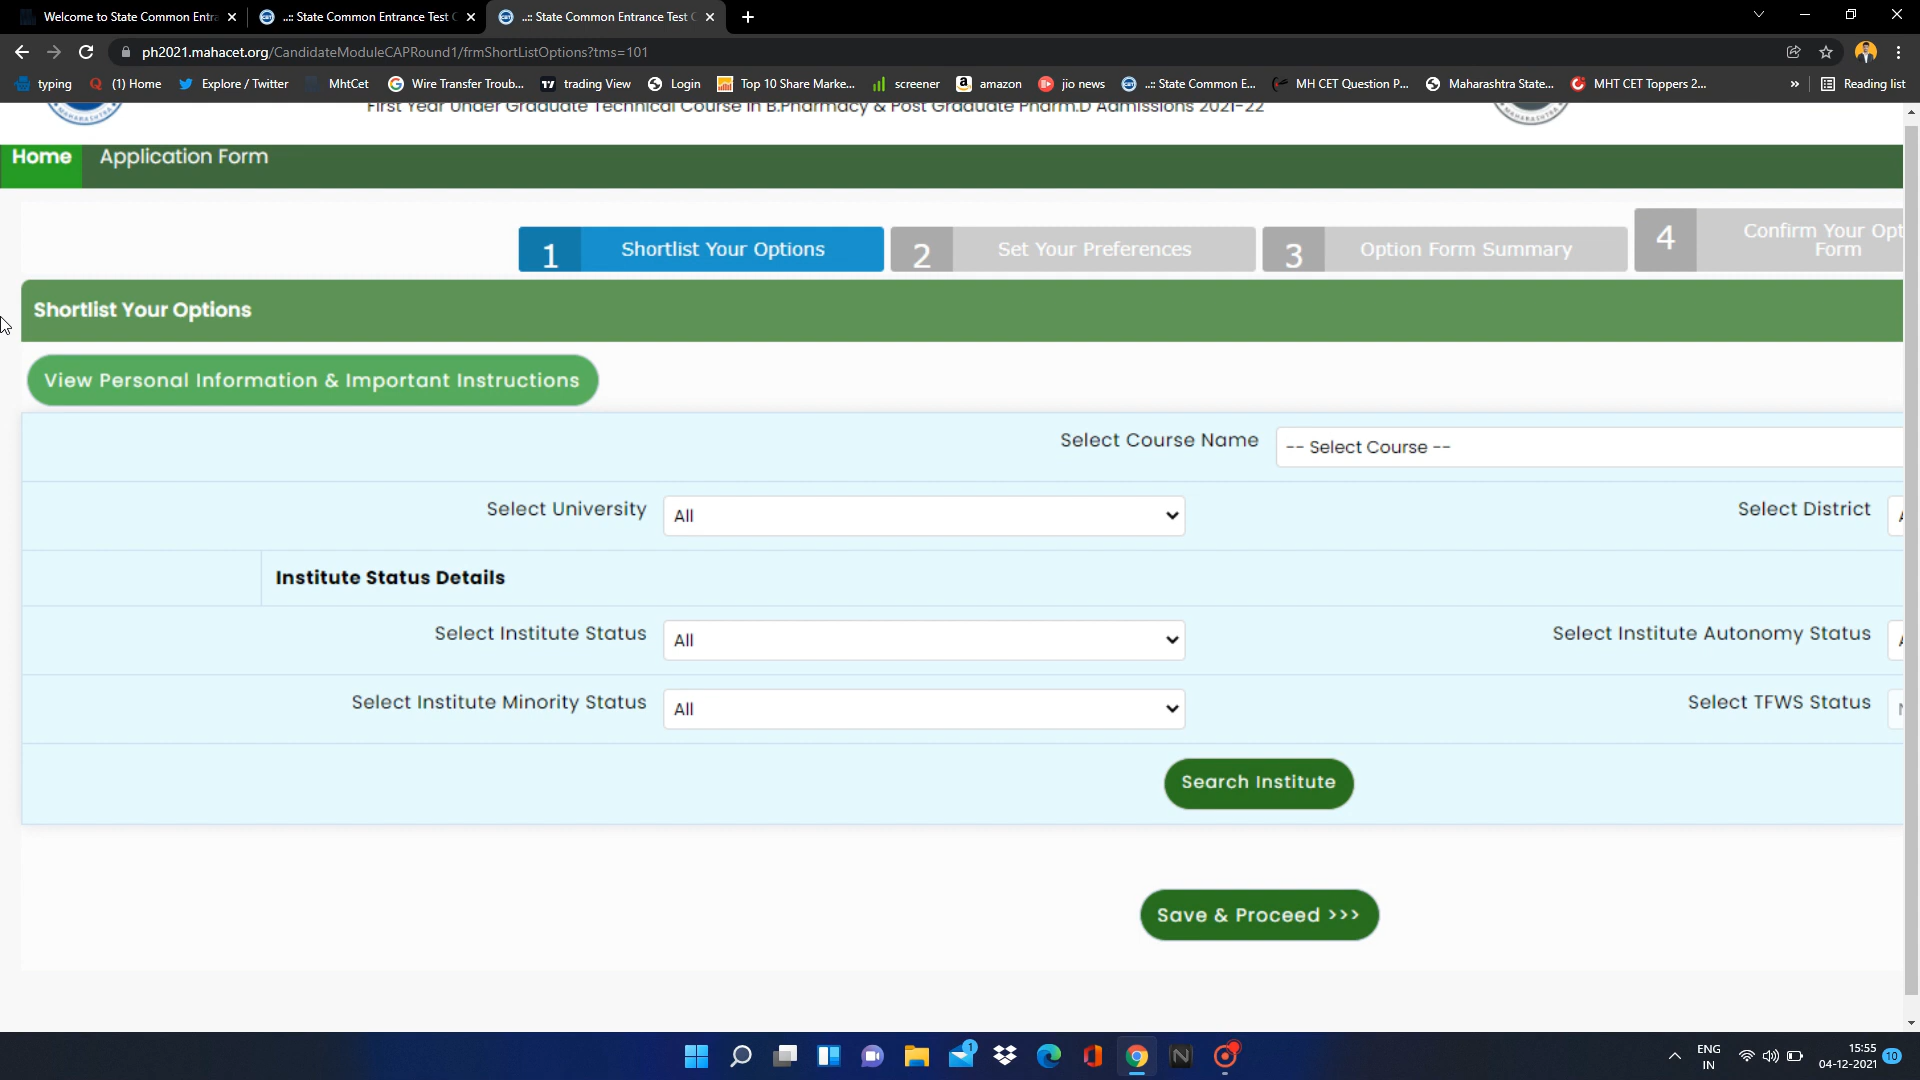 Welcome to State Common Entra
..:: State Common Entrance Test C
..:: State Common Entrance Test C
ph2021.mahacet.org/CandidateModuleCAPRound1/frmShortListOptions?tms=101
typing
(1) Home
Explore / Twitter
MhtCet
Wire Transfer Troub...
trading View
Login
Top 10 Share Marke...
screener
amazon
jio news
..:: State Common E...
MH CET Question P...
Maharashtra State...
MHT CET Toppers 2...
»
Reading list
First Year Under Graduate Technical Course in B.Pharmacy & Post Graduate Pharm.D Admissions 2021-22
Home
Application Form
1 Shortlist Your Options
2 Set Your Preferences
3 Option Form Summary
4 Confirm Your Opt
Form
Shortlist Your Options
View Personal Information & Important Instructions
Select Course Name
-- Select Course --
Select University
All
Select District
Institute Status Details
Select Institute Status
All
Select Institute Autonomy Status
Select Institute Minority Status
All
Select TFWS Status
Search Institute
Save & Proceed >>>
1
ENG
IN
15:55
04-12-2021
10